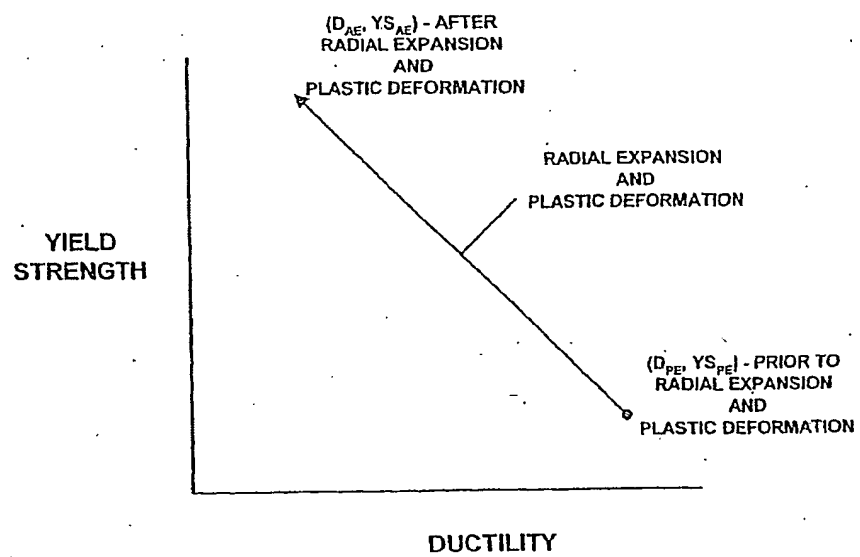 (D_AE, YS_AE) - AFTER
RADIAL EXPANSION
AND
PLASTIC DEFORMATION
RADIAL EXPANSION
AND
PLASTIC DEFORMATION
YIELD
STRENGTH
(D_PE, YS_PE) - PRIOR TO
RADIAL EXPANSION
AND
PLASTIC DEFORMATION
DUCTILITY